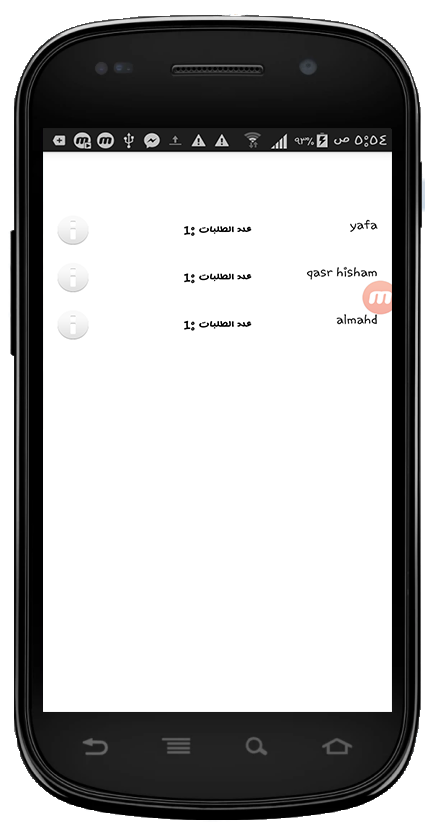 ٥:٥٤ ص ٩٣%
yafa عدد الطلبات :1
qasr hisham عدد الطلبات :1
almahd عدد الطلبات :1